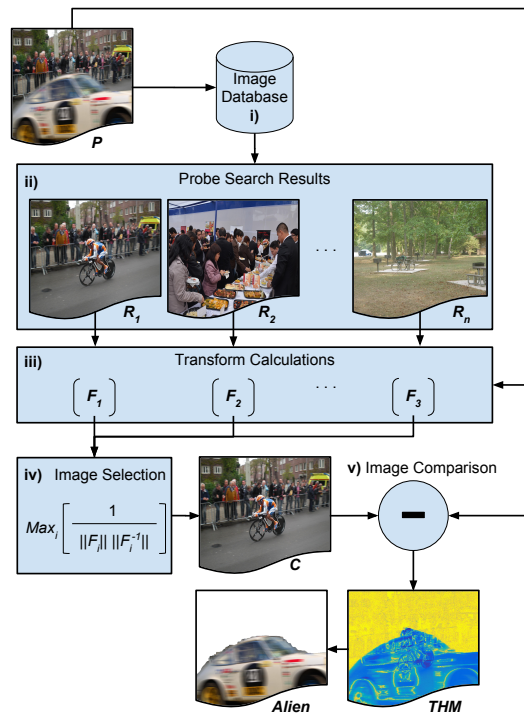 P
Image
Database
i)
ii) Probe Search Results
. . .
R1 R2 Rn
iii) Transform Calculations
[F1] [F2] . . . [F3]
iv) Image Selection
Maxi [ 1 / ||Fi|| ||Fi-1|| ]
C
v) Image Comparison
Alien
THM